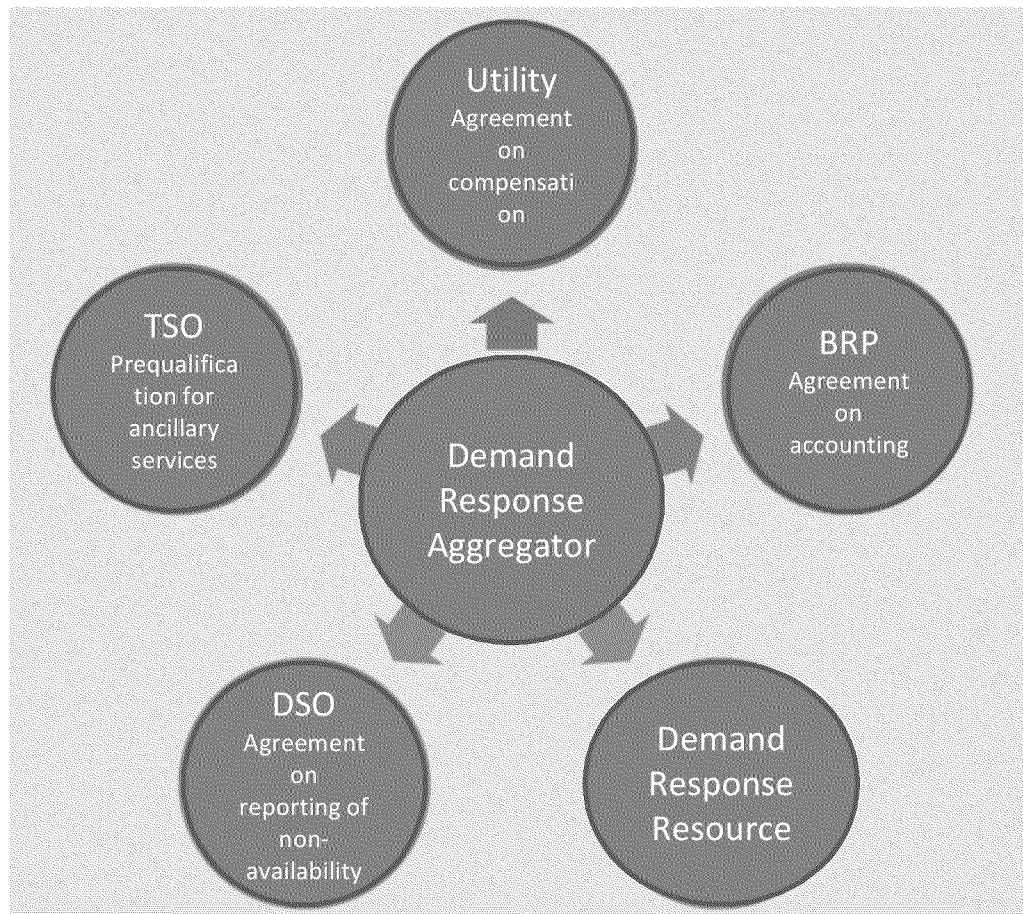 Utility
Agreement
on
compensati
on
TSO
Prequalifica
tion for
ancillary
services
BRP
Agreement
on
accounting
Demand
Response
Aggregator
DSO
Agreement
on
reporting of
non-
availability
Demand
Response
Resource